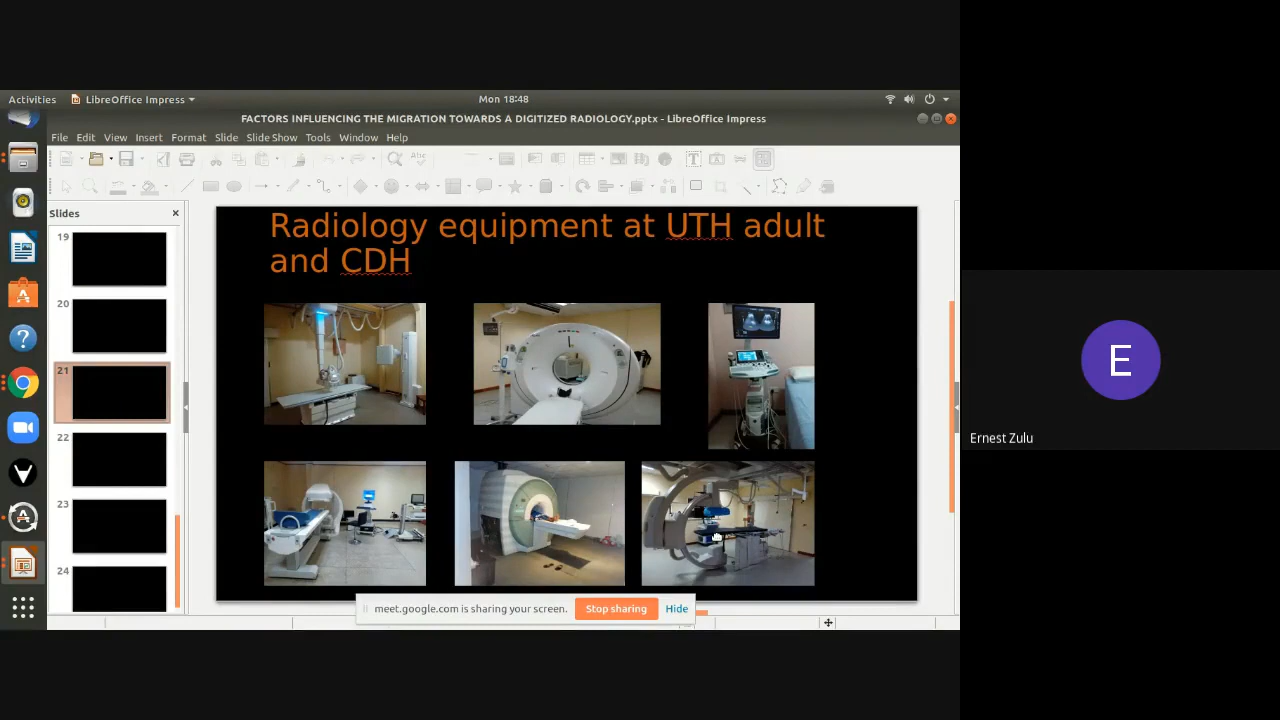 Activities LibreOffice Impress Mon 18:48
FACTORS INFLUENCING THE MIGRATION TOWARDS A DIGITIZED RADIOLOGY.pptx - LibreOffice Impress
File Edit View Insert Format Slide Slide Show Tools Window Help
Slides
19
20
21
22
23
24
Radiology equipment at UTH adult
and CDH
meet.google.com is sharing your screen. Stop sharing Hide
E
Ernest Zulu